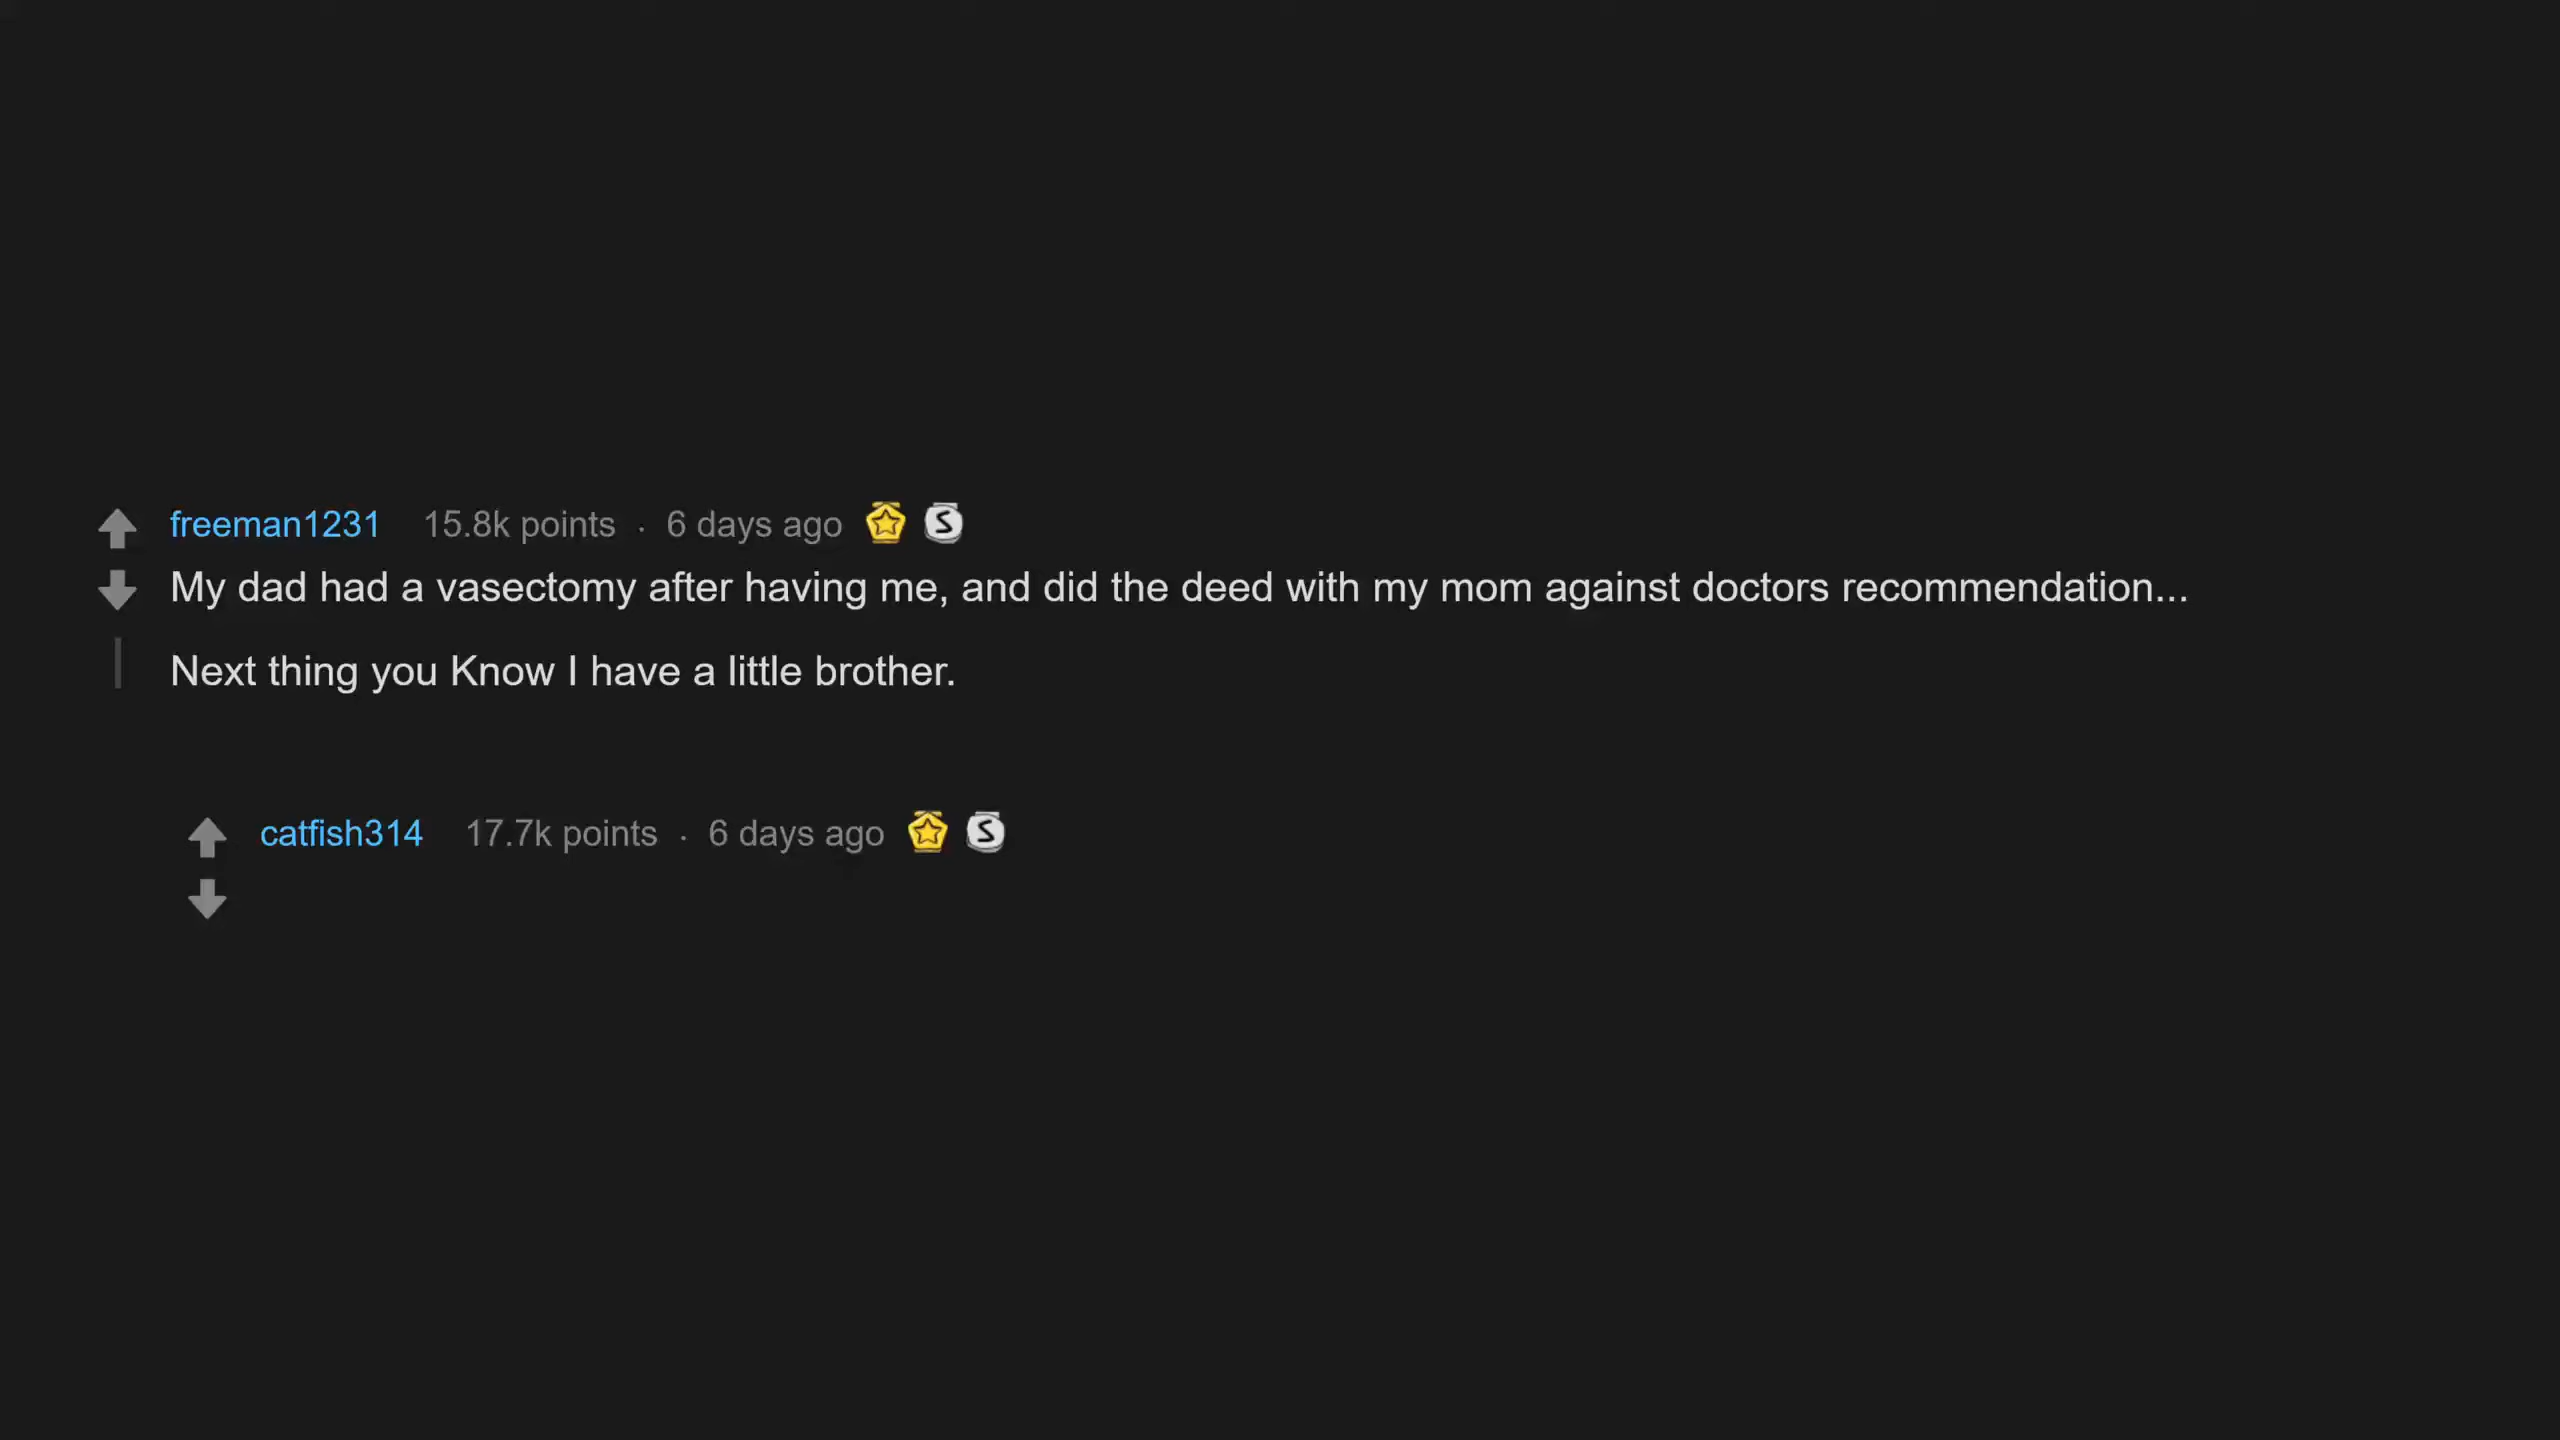 freeman1231 15.8k points · 6 days ago S
My dad had a vasectomy after having me, and did the deed with my mom against doctors recommendation...
Next thing you Know I have a little brother.
catfish314 17.7k points · 6 days ago S